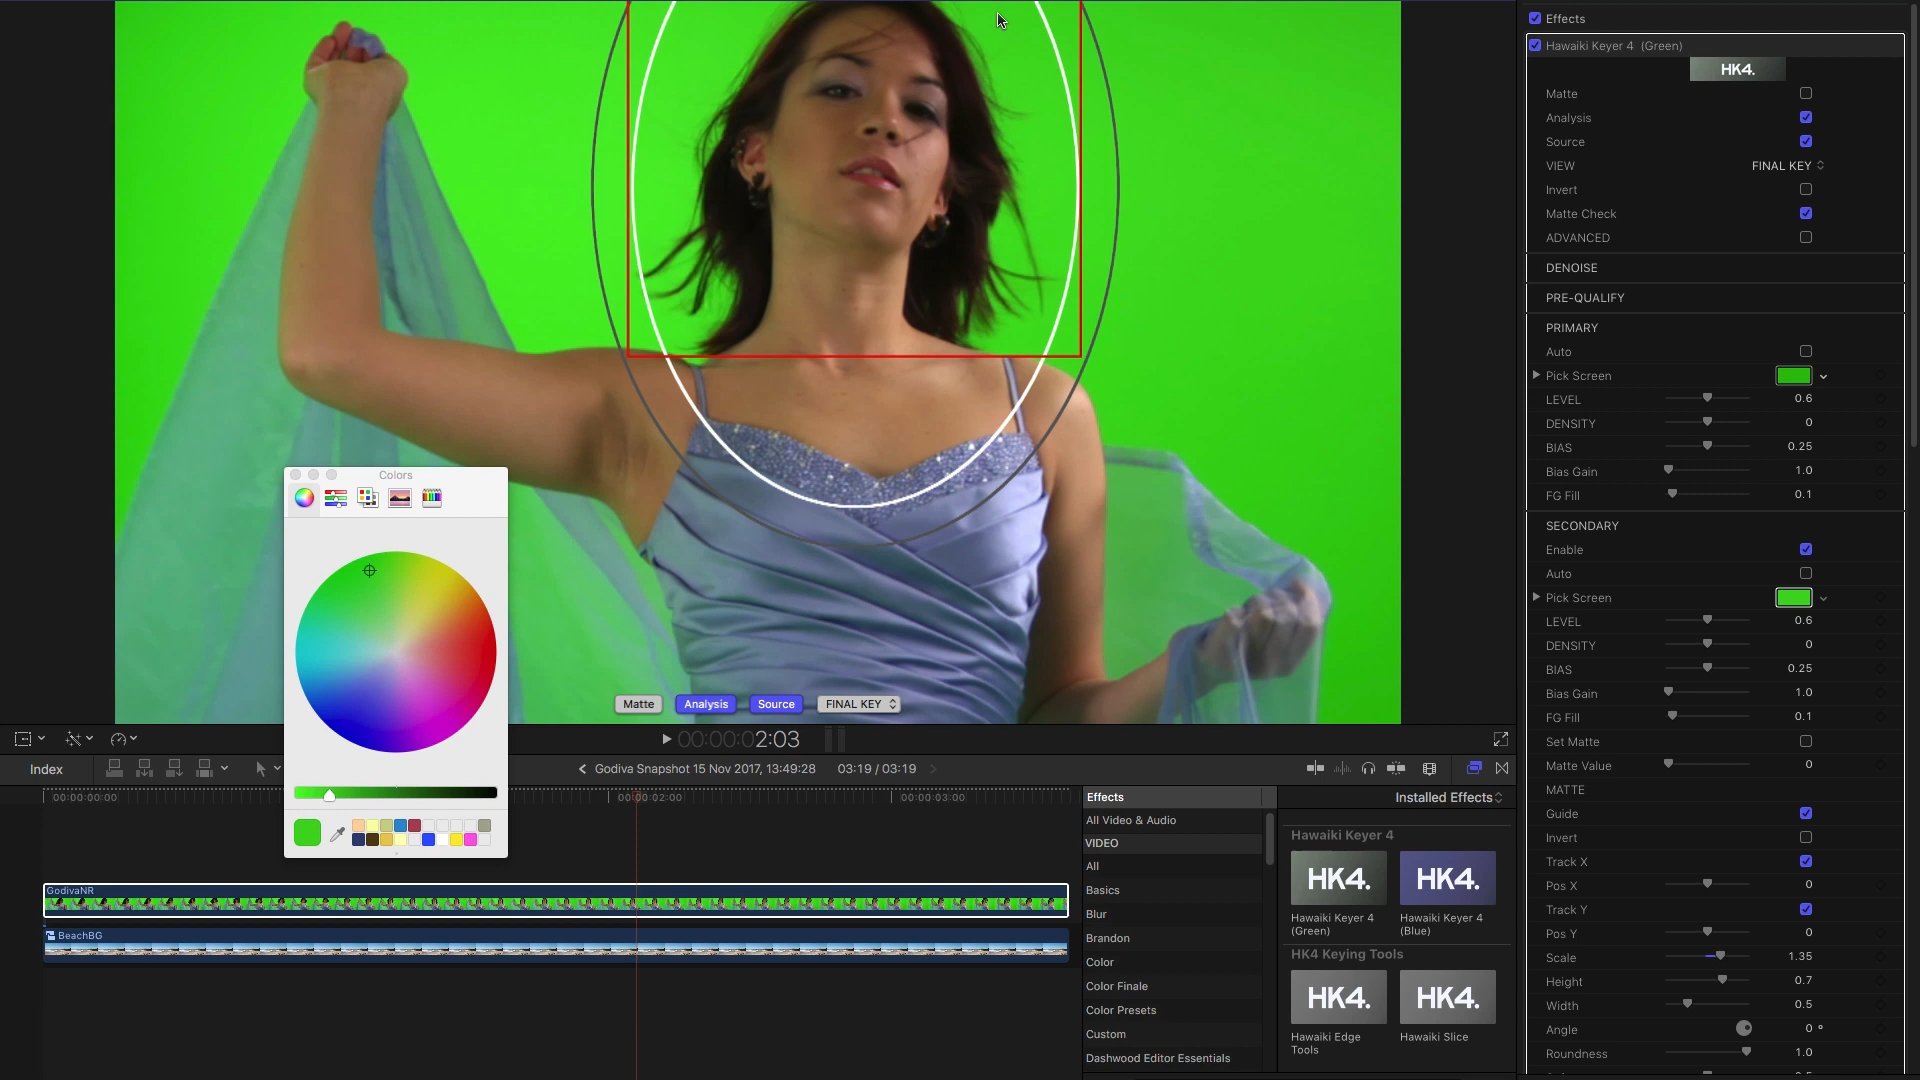 Effects
Hawaiki Keyer 4 (Green)
HK4.
Matte
Analysis
Source
VIEW FINAL KEY
Invert
Matte Check
ADVANCED
DENOISE
PRE-QUALIFY
PRIMARY
Auto
Pick Screen
LEVEL 0.6
DENSITY 0
BIAS 0.25
Bias Gain 1.0
FG Fill 0.1
SECONDARY
Enable
Auto
Pick Screen
LEVEL 0.6
DENSITY 0
BIAS 0.25
Bias Gain 1.0
FG Fill 0.1
Set Matte
Matte Value 0
MATTE
Guide
Invert
Track X
Pos X 0
Track Y
Pos Y 0
Scale 1.35
Height 0.7
Width 0.5
Angle 0 °
Roundness 1.0
Colors
Matte Analysis Source FINAL KEY
00:00:02:03
Index
Godiva Snapshot 15 Nov 2017, 13:49:28 03:19 / 03:19
00:00:00:00 00:00:02:00 00:00:03:00
GodivaNR
BeachBG
Effects Installed Effects
All Video & Audio
VIDEO
All
Basics
Blur
Brandon
Color
Color Finale
Color Presets
Custom
Dashwood Editor Essentials
Hawaiki Keyer 4
HK4. HK4.
Hawaiki Keyer 4 (Green)
Hawaiki Keyer 4 (Blue)
HK4 Keying Tools
HK4. HK4.
Hawaiki Edge Tools
Hawaiki Slice